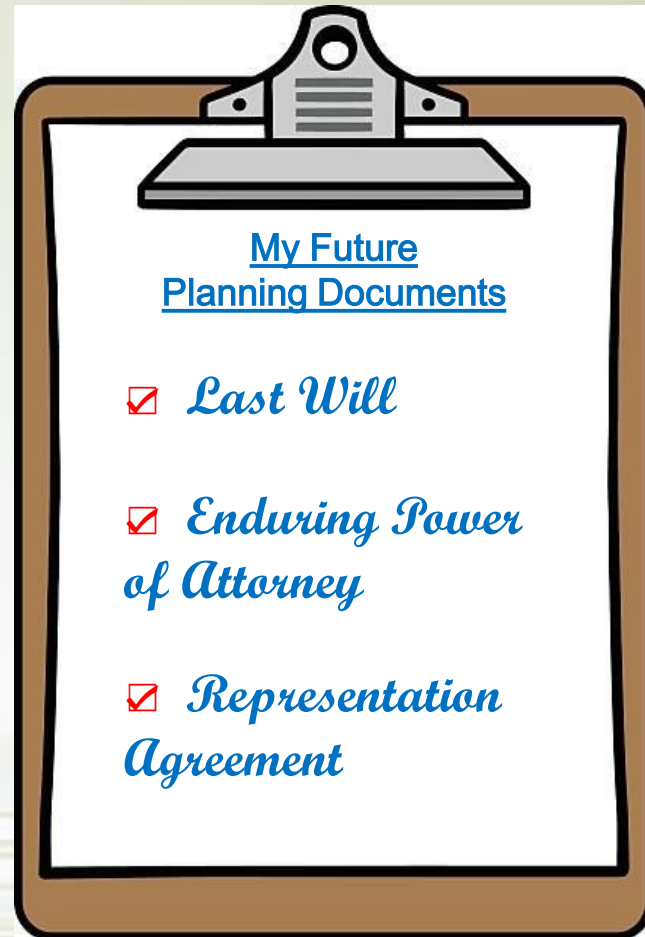 My Future
Planning Documents
☑ Last Will
☑ Enduring Power
of Attorney
☑ Representation
Agreement